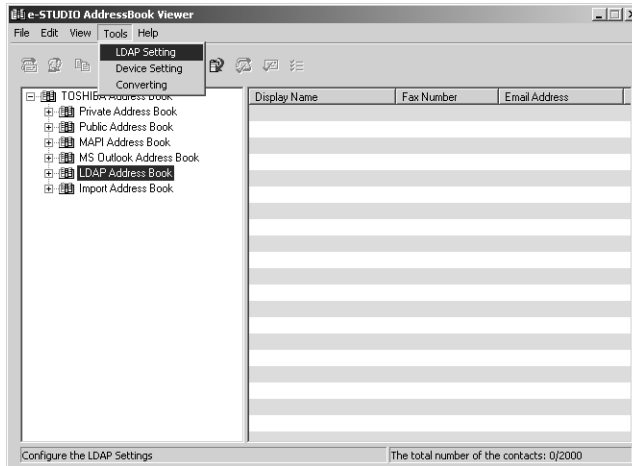 e-STUDIO AddressBook Viewer
File Edit View Tools Help
LDAP Setting
Device Setting
Converting
TOSHIBA Address Book
Private Address Book
Public Address Book
MAPI Address Book
MS Outlook Address Book
LDAP Address Book
Import Address Book
Display Name Fax Number Email Address
Configure the LDAP Settings The total number of the contacts: 0/2000